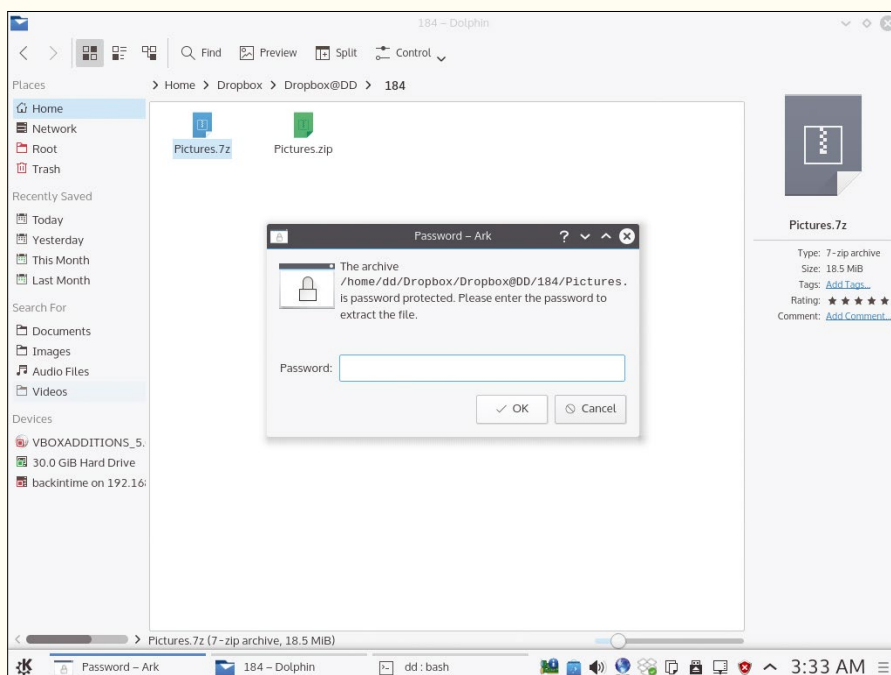 184 – Dolphin
Find
Preview
Split
Control
Places
Home
Network
Root
Trash
Recently Saved
Today
Yesterday
This Month
Last Month
Search For
Documents
Images
Audio Files
Videos
Devices
VBOXADDITIONS_5.
30.0 GiB Hard Drive
backintime on 192.16
> Home > Dropbox > Dropbox@DD > 184
Pictures.7z
Pictures.zip
Password – Ark
The archive
/home/dd/Dropbox/Dropbox@DD/184/Pictures.
is password protected. Please enter the password to
extract the file.
Password:
OK
Cancel
Pictures.7z
Type: 7-zip archive
Size: 18.5 MiB
Tags: Add Tags...
Rating: ★ ★ ★ ★ ★
Comment: Add Comment...
Pictures.7z (7-zip archive, 18.5 MiB)
Password – Ark
184 – Dolphin
dd : bash
3:33 AM